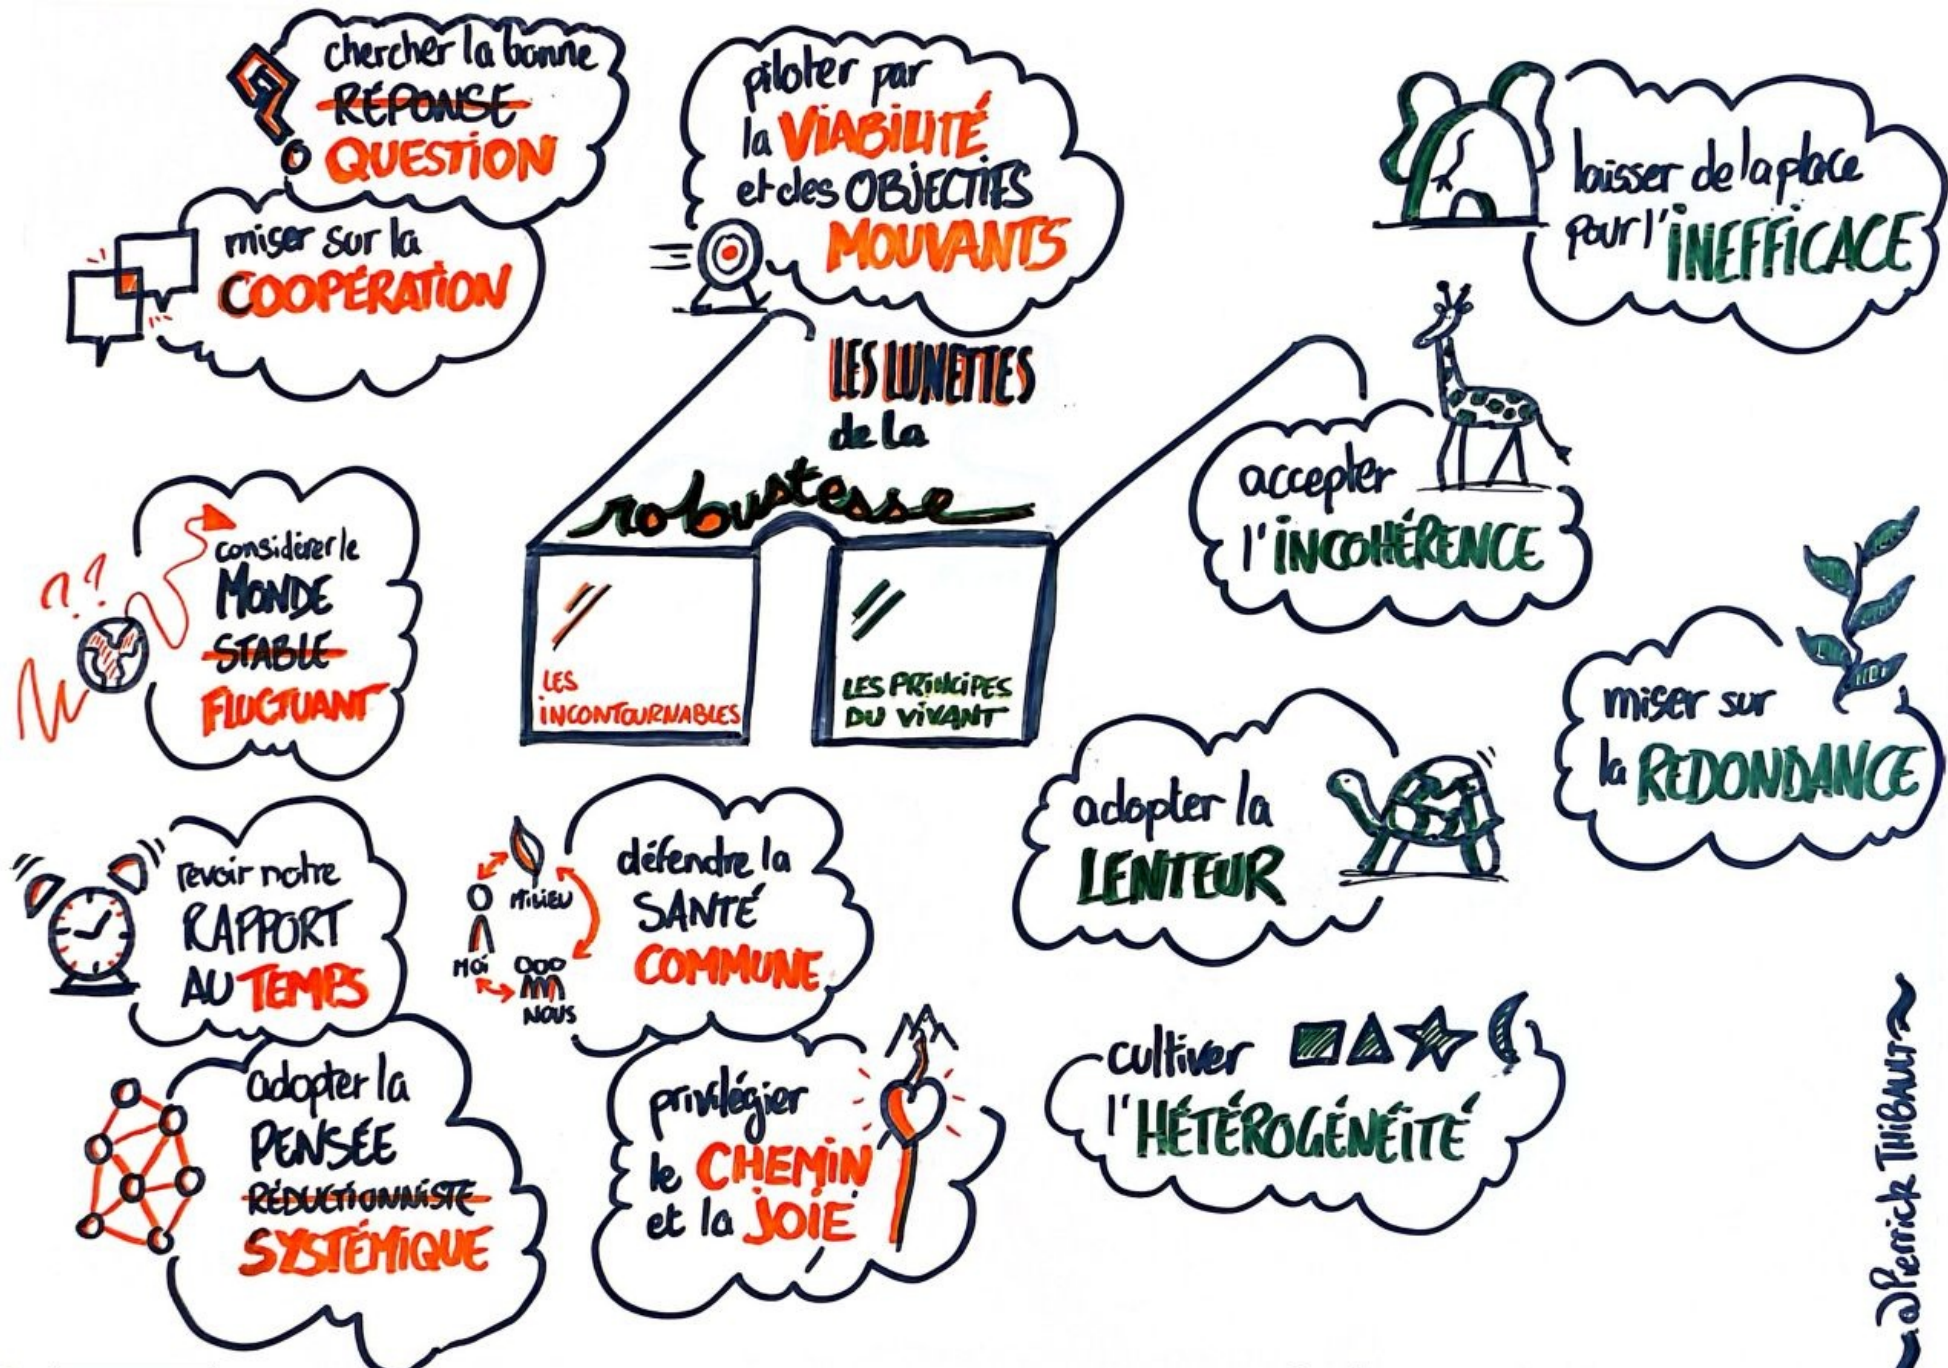 chercher la bonne
RÉPONSE
QUESTION
miser sur la
COOPÉRATION
piloter par
la VIABILITÉ
et des OBJECTIFS
MOUVANTS
laisser de la place
pour l'INEFFICACE
LES LUNETTES
de la
robustesse
LES
INCONTOURNABLES
LES PRINCIPES
DU VIVANT
accepter
l'INCOHÉRENCE
??
considérer le
MONDE
STABLE
FLUCTUANT
miser sur
la REDONDANCE
adopter la
LENTEUR
revoir notre
RAPPORT
AU TEMPS
MILIEU
MOI
NOUS
défendre la
SANTÉ
COMMUNE
adopter la
PENSÉE
RÉDUCTIONNISTE
SYSTÉMIQUE
privilégier
le CHEMIN
et la JOIE
cultiver
l'HÉTÉROGÉNÉITÉ
@Pierrick THIBAULT